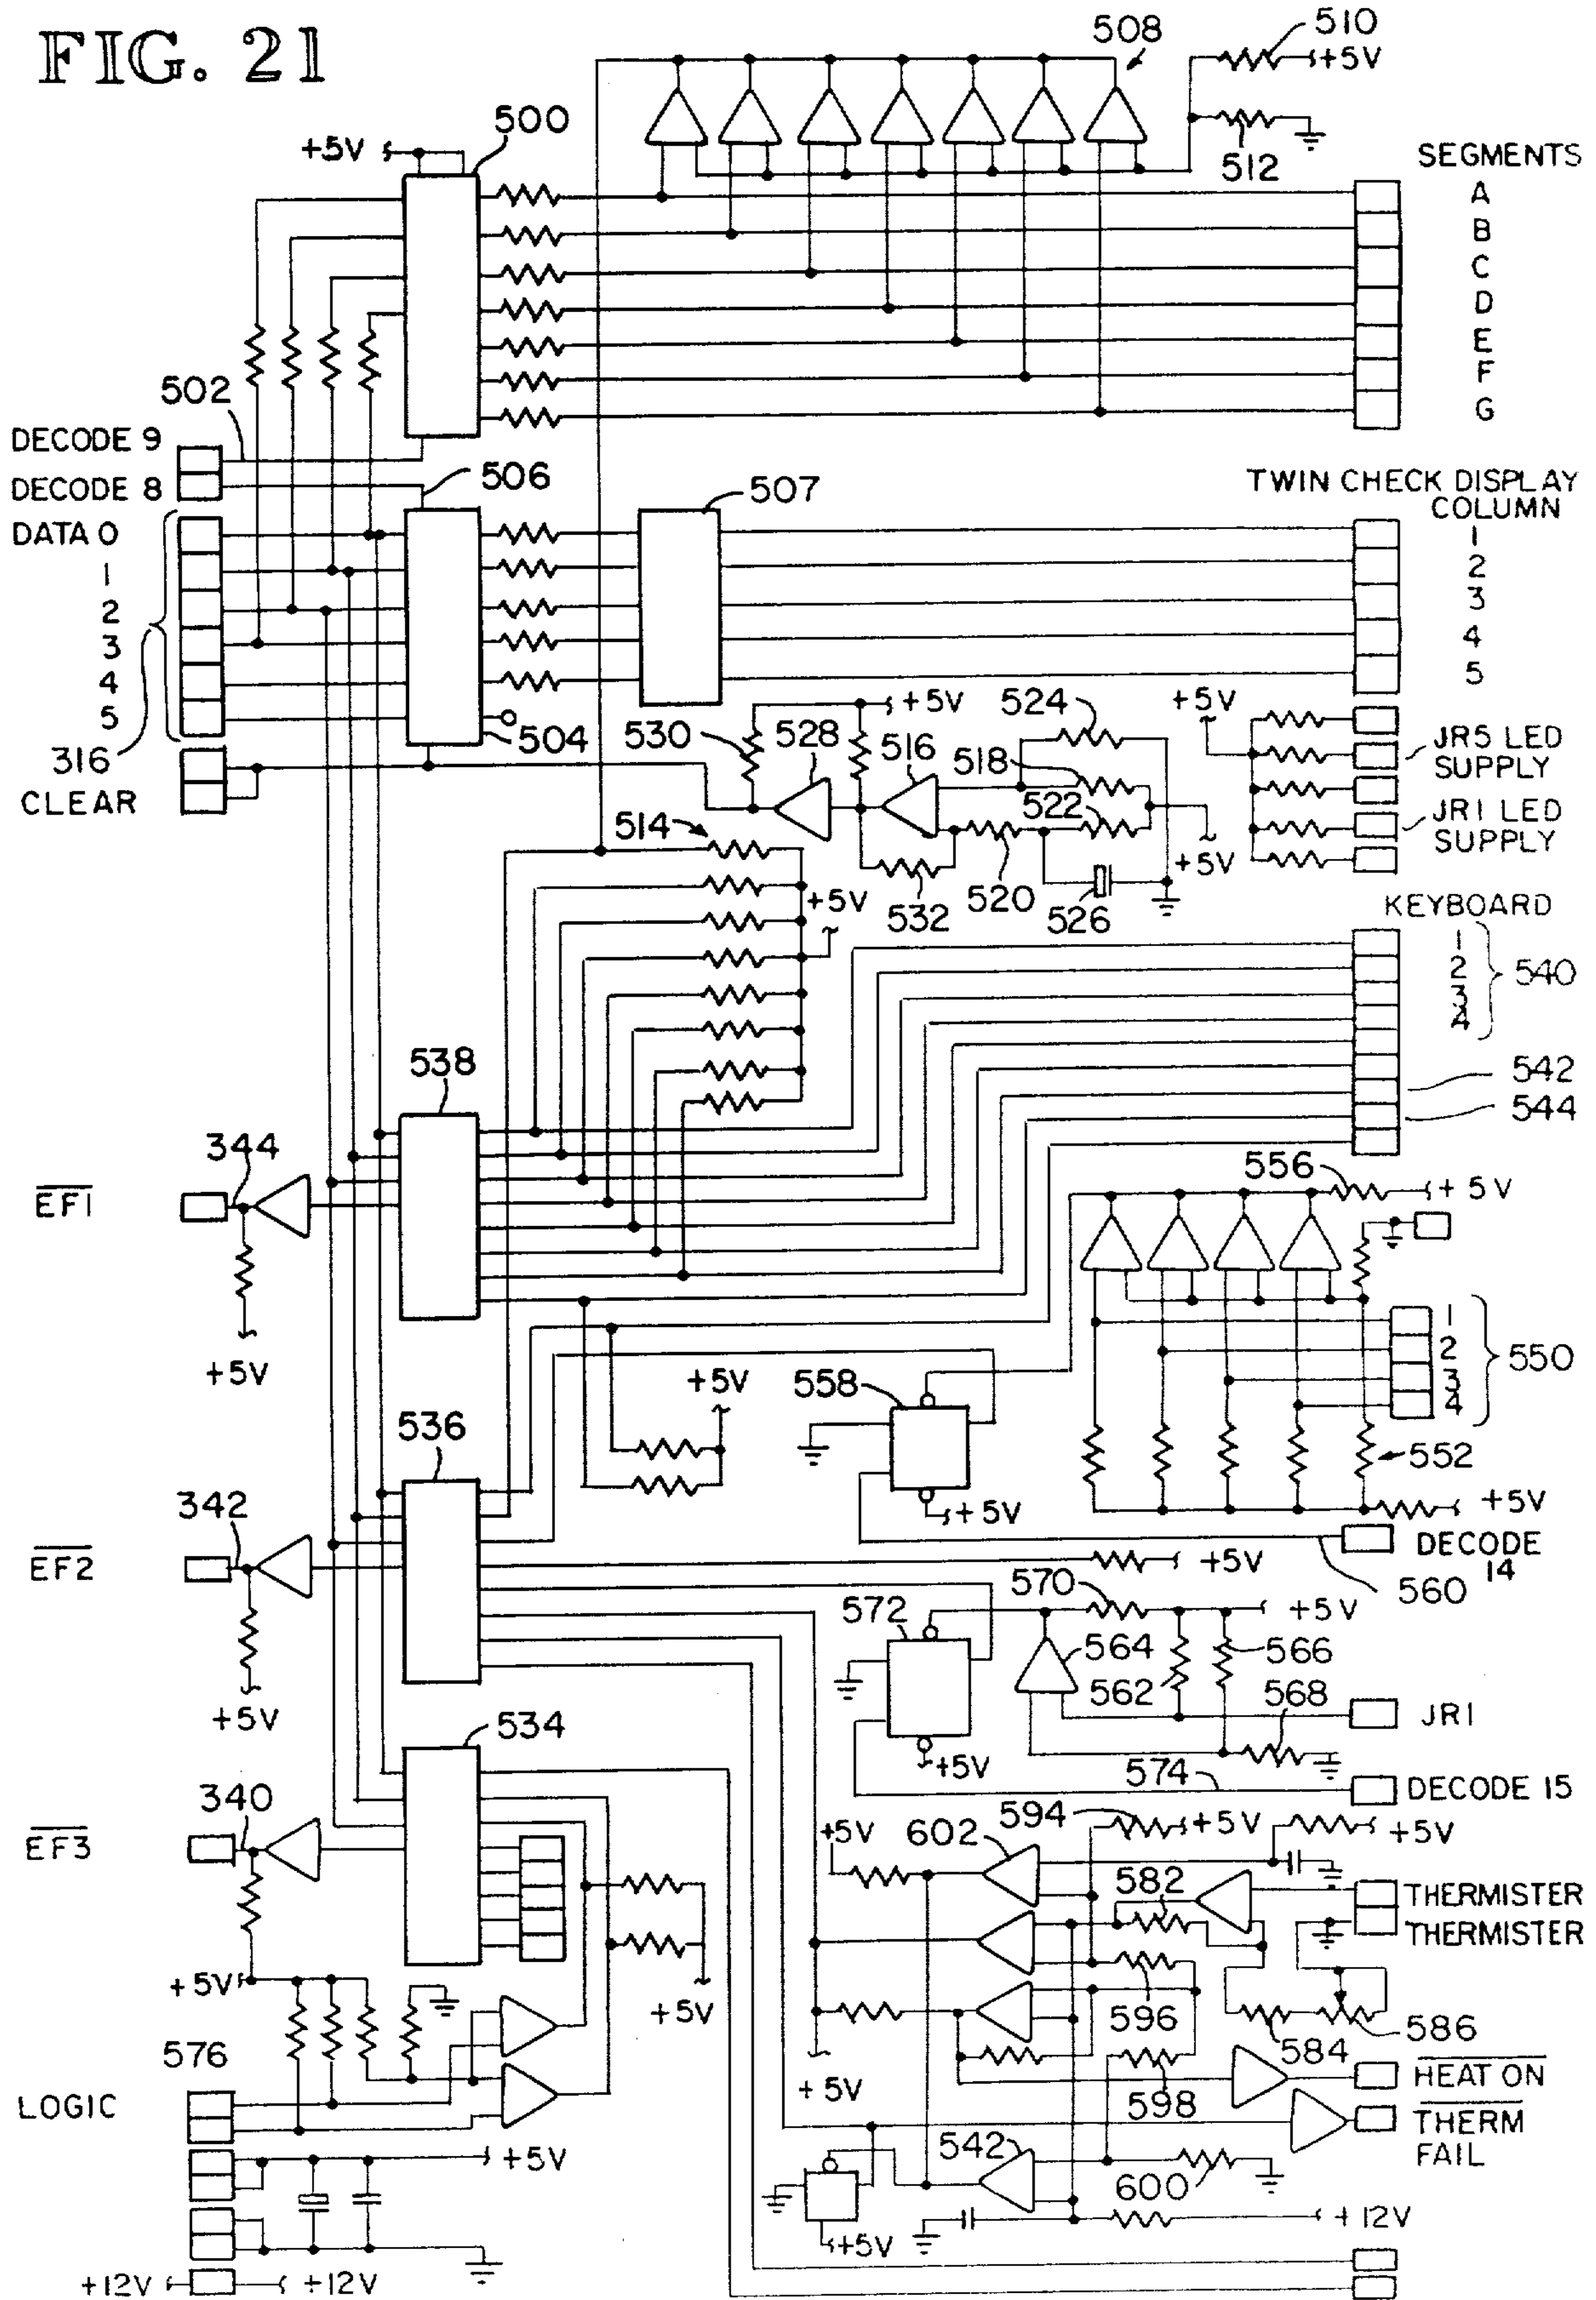 FIG. 21
508
510
+5V
512
500
+5V
SEGMENTS
A
B
C
D
E
F
G
502
DECODE 9
DECODE 8
506
507
TWIN CHECK DISPLAY
COLUMN
1
2
3
4
5
DATA 0
1
2
3
4
5
316
CLEAR
504
530
528
516
+5V
524
518
522
+5V
+5V
JR5 LED
SUPPLY
JR1 LED
SUPPLY
514
532
520
526
+5V
KEYBOARD
1
2
3
4
540
542
544
538
344
EF1
+5V
556
+5V
1
2
3
4
550
552
+5V
+5V
558
+5V
DECODE
14
560
536
342
EF2
+5V
+5V
570
+5V
572
564
566
562
568
JR1
+5V
574
DECODE 15
534
340
EF3
+5V
+5V
+5V
602
594
+5V
+5V
582
THERMISTER
THERMISTER
596
584
586
598
+5V
HEAT ON
THERM
FAIL
576
LOGIC
+5V
542
600
+5V
+12V
+12V
+12V